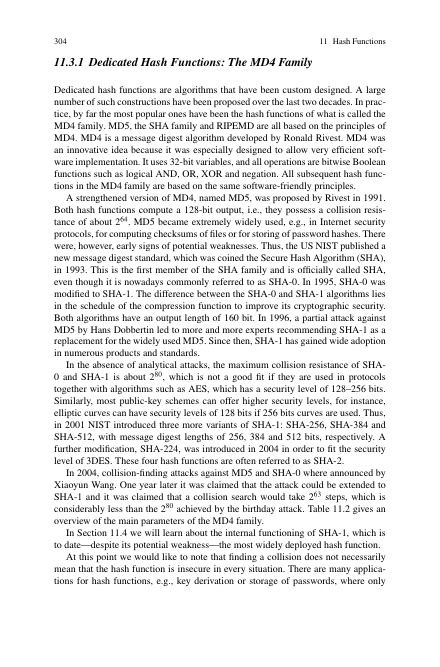 304
11 Hash Functions
11.3.1 Dedicated Hash Functions: The MD4 Family
Dedicated hash functions are algorithms that have been custom designed. A large
number of such constructions have been proposed over the last two decades. In prac-
tice, by far the most popular ones have been the hash functions of what is called the
MD4 family. MD5, the SHA family and RIPEMD are all based on the principles of
MD4. MD4 is a message digest algorithm developed by Ronald Rivest. MD4 was
an innovative idea because it was especially designed to allow very efficient soft-
ware implementation. It uses 32-bit variables, and all operations are bitwise Boolean
functions such as logical AND, OR, XOR and negation. All subsequent hash func-
tions in the MD4 family are based on the same software-friendly principles.
A strengthened version of MD4, named MD5, was proposed by Rivest in 1991.
Both hash functions compute a 128-bit output, i.e., they possess a collision resis-
tance of about 2⁶⁴. MD5 became extremely widely used, e.g., in Internet security
protocols, for computing checksums of files or for storing of password hashes. There
were, however, early signs of potential weaknesses. Thus, the US NIST published a
new message digest standard, which was coined the Secure Hash Algorithm (SHA),
in 1993. This is the first member of the SHA family and is officially called SHA,
even though it is nowadays commonly referred to as SHA-0. In 1995, SHA-0 was
modified to SHA-1. The difference between the SHA-0 and SHA-1 algorithms lies
in the schedule of the compression function to improve its cryptographic security.
Both algorithms have an output length of 160 bit. In 1996, a partial attack against
MD5 by Hans Dobbertin led to more and more experts recommending SHA-1 as a
replacement for the widely used MD5. Since then, SHA-1 has gained wide adoption
in numerous products and standards.
In the absence of analytical attacks, the maximum collision resistance of SHA-
0 and SHA-1 is about 2⁸⁰, which is not a good fit if they are used in protocols
together with algorithms such as AES, which has a security level of 128–256 bits.
Similarly, most public-key schemes can offer higher security levels, for instance,
elliptic curves can have security levels of 128 bits if 256 bits curves are used. Thus,
in 2001 NIST introduced three more variants of SHA-1: SHA-256, SHA-384 and
SHA-512, with message digest lengths of 256, 384 and 512 bits, respectively. A
further modification, SHA-224, was introduced in 2004 in order to fit the security
level of 3DES. These four hash functions are often referred to as SHA-2.
In 2004, collision-finding attacks against MD5 and SHA-0 where announced by
Xiaoyun Wang. One year later it was claimed that the attack could be extended to
SHA-1 and it was claimed that a collision search would take 2⁶³ steps, which is
considerably less than the 2⁸⁰ achieved by the birthday attack. Table 11.2 gives an
overview of the main parameters of the MD4 family.
In Section 11.4 we will learn about the internal functioning of SHA-1, which is
to date—despite its potential weakness—the most widely deployed hash function.
At this point we would like to note that finding a collision does not necessarily
mean that the hash function is insecure in every situation. There are many applica-
tions for hash functions, e.g., key derivation or storage of passwords, where only